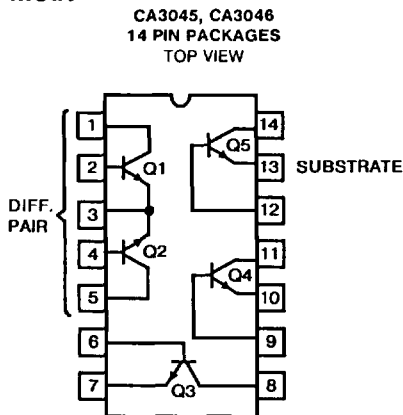 CA3045, CA3046
14 PIN PACKAGES
TOP VIEW
1
14
Q5
2
Q1
13
SUBSTRATE
DIFF.
PAIR
3
12
4
Q2
11
Q4
5
10
6
9
7
Q3
8